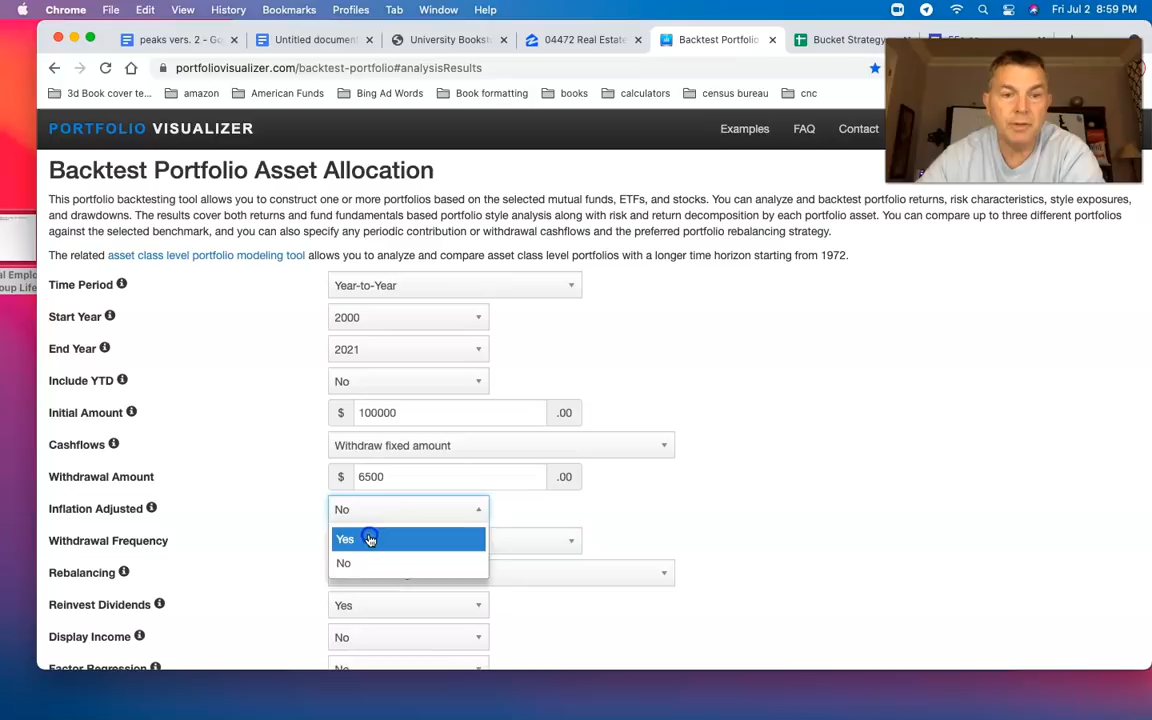 Chrome File Edit View History Bookmarks Profiles Tab Window Help Fri Jul 2 8:59 PM
peaks vers. 2 - Go Untitled documen University Booksto 04472 Real Estate Backtest Portfolio Bucket Strategy
portfoliovisualizer.com/backtest-portfolio#analysisResults
3d Book cover te... amazon American Funds Bing Ad Words Book formatting books calculators census bureau cnc
PORTFOLIO VISUALIZER Examples FAQ Contact
Backtest Portfolio Asset Allocation
This portfolio backtesting tool allows you to construct one or more portfolios based on the selected mutual funds, ETFs, and stocks. You can analyze and backtest portfolio returns, risk characteristics, style exposures,
and drawdowns. The results cover both returns and fund fundamentals based portfolio style analysis along with risk and return decomposition by each portfolio asset. You can compare up to three different portfolios
against the selected benchmark, and you can also specify any periodic contribution or withdrawal cashflows and the preferred portfolio rebalancing strategy.
The related asset class level portfolio modeling tool allows you to analyze and compare asset class level portfolios with a longer time horizon starting from 1972.
al Emplo
oup Life
Time Period Year-to-Year
Start Year 2000
End Year 2021
Include YTD No
Initial Amount $ 100000 .00
Cashflows Withdraw fixed amount
Withdrawal Amount $ 6500 .00
Inflation Adjusted No
Yes
No
Withdrawal Frequency
Rebalancing
Reinvest Dividends Yes
Display Income No
Factor Regression No